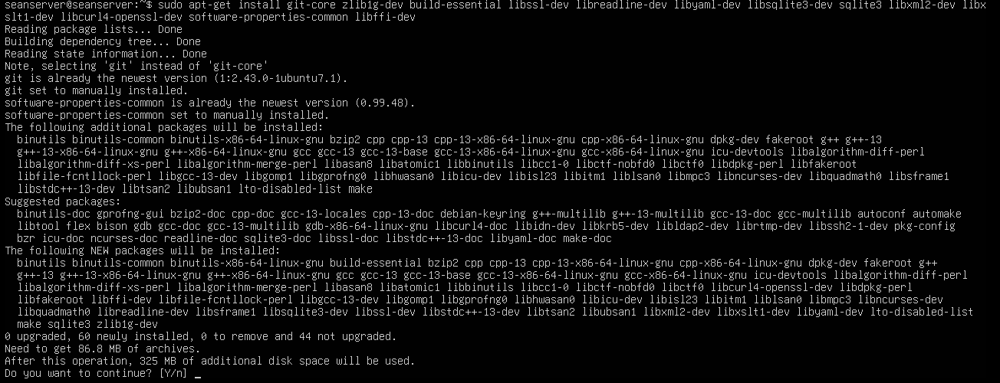 seanserver@seanserver:~$ sudo apt-get install git-core zlib1g-dev build-essential libssl-dev libreadline-dev libyaml-dev libsqlite3-dev sqlite3 libxml2-dev libx
slt1-dev libcurl4-openssl-dev software-properties-common libffi-dev
Reading package lists... Done
Building dependency tree... Done
Reading state information... Done
Note, selecting 'git' instead of 'git-core'
git is already the newest version (1:2.43.0-1ubuntu7.1).
git set to manually installed.
software-properties-common is already the newest version (0.99.48).
software-properties-common set to manually installed.
The following additional packages will be installed:
  binutils binutils-common binutils-x86-64-linux-gnu bzip2 cpp cpp-13 cpp-13-x86-64-linux-gnu cpp-x86-64-linux-gnu dpkg-dev fakeroot g++ g++-13
  g++-13-x86-64-linux-gnu g++-x86-64-linux-gnu gcc gcc-13 gcc-13-base gcc-13-x86-64-linux-gnu gcc-x86-64-linux-gnu icu-devtools libalgorithm-diff-perl
  libalgorithm-diff-xs-perl libalgorithm-merge-perl libasan8 libatomic1 libbinutils libcc1-0 libctf-nobfd0 libctf0 libdpkg-perl libfakeroot
  libfile-fcntllock-perl libgcc-13-dev libgomp1 libgprofng0 libhwasan0 libicu-dev libisl23 libitm1 liblsan0 libmpc3 libncurses-dev libquadmath0 libsframe1
  libstdc++-13-dev libtsan2 libubsan1 lto-disabled-list make
Suggested packages:
  binutils-doc gprofng-gui bzip2-doc cpp-doc gcc-13-locales cpp-13-doc debian-keyring g++-multilib g++-13-multilib gcc-13-doc gcc-multilib autoconf automake
  libtool flex bison gdb gcc-doc gcc-13-multilib gdb-x86-64-linux-gnu libcurl4-doc libidn-dev libkrb5-dev libldap2-dev librtmp-dev libssh2-1-dev pkg-config
  bzr icu-doc ncurses-doc readline-doc sqlite3-doc libssl-doc libstdc++-13-doc libyaml-doc make-doc
The following NEW packages will be installed:
  binutils binutils-common binutils-x86-64-linux-gnu build-essential bzip2 cpp cpp-13 cpp-13-x86-64-linux-gnu cpp-x86-64-linux-gnu dpkg-dev fakeroot g++
  g++-13 g++-13-x86-64-linux-gnu g++-x86-64-linux-gnu gcc gcc-13 gcc-13-base gcc-13-x86-64-linux-gnu gcc-x86-64-linux-gnu icu-devtools libalgorithm-diff-perl
  libalgorithm-diff-xs-perl libalgorithm-merge-perl libasan8 libatomic1 libbinutils libcc1-0 libctf-nobfd0 libctf0 libcurl4-openssl-dev libdpkg-perl
  libfakeroot libffi-dev libfile-fcntllock-perl libgcc-13-dev libgomp1 libgprofng0 libhwasan0 libicu-dev libisl23 libitm1 liblsan0 libmpc3 libncurses-dev
  libquadmath0 libreadline-dev libsframe1 libsqlite3-dev libssl-dev libstdc++-13-dev libtsan2 libubsan1 libxml2-dev libxslt1-dev libyaml-dev lto-disabled-list
  make sqlite3 zlib1g-dev
0 upgraded, 60 newly installed, 0 to remove and 44 not upgraded.
Need to get 86.8 MB of archives.
After this operation, 325 MB of additional disk space will be used.
Do you want to continue? [Y/n] _